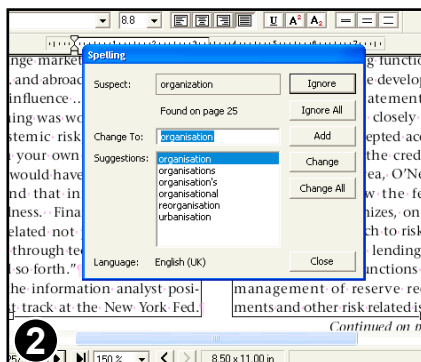 8.8 U A² A₂
Spelling
nge market
g functio
. and abroad
e develop
influence …
atement
ing was wo
closely
stemic risk
epted acc
your own
the cred
would have
ea, O'Ne
nd that in
w the fe
lness. Fina
nizes, on
elated not
ch to risk
through te
lending
so forth."
unctions
Suspect: organization Ignore
Found on page 25 Ignore All
Change To: organisation Add
Suggestions: organisation Change
organisations
organisation's Change All
organisational
reorganisation
urbanisation
Language: English (UK) Close
he information analyst posi-
management of reserve re
track at the New York Fed.
ments and other risk related is
Continued on p
2 150 % 8.50 x 11.00 in